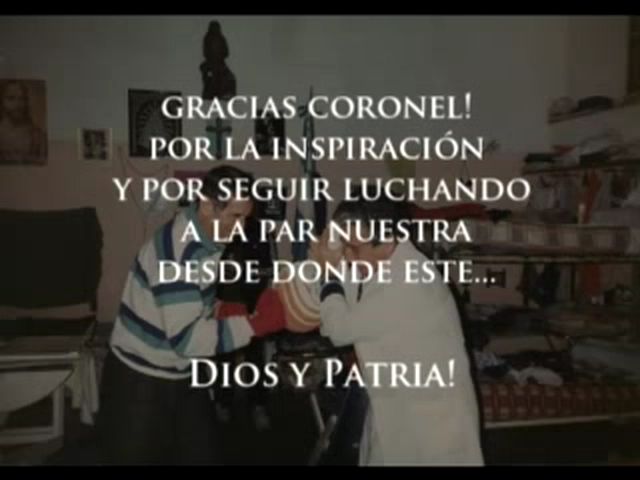 GRACIAS CORONEL!
POR LA INSPIRACIÓN
Y POR SEGUIR LUCHANDO
A LA PAR NUESTRA
DESDE DONDE ESTE...
DIOS Y PATRIA!